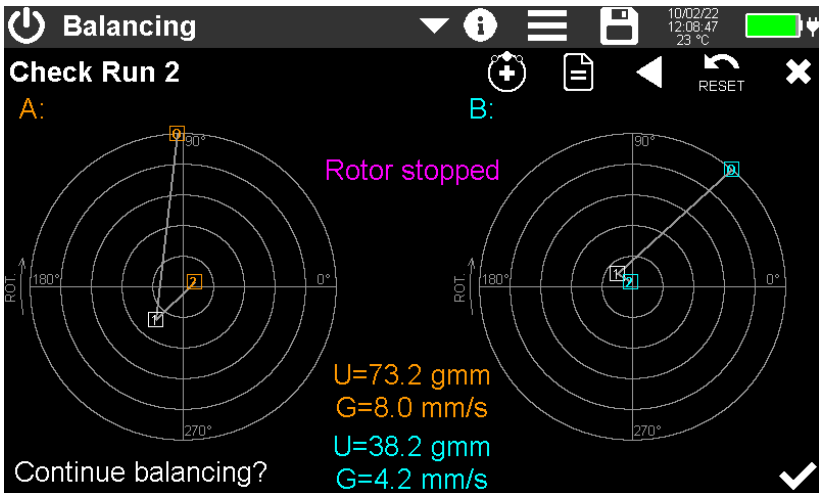 Balancing
i
10/02/22
12:08:47
23 °C
Check Run 2
RESET
A:
B:
0
90°
90°
0
Rotor stopped
ROT.
180°
2
0°
1
ROT.
180°
1
2
0°
U=73.2 gmm
G=8.0 mm/s
270°
270°
U=38.2 gmm
G=4.2 mm/s
Continue balancing?